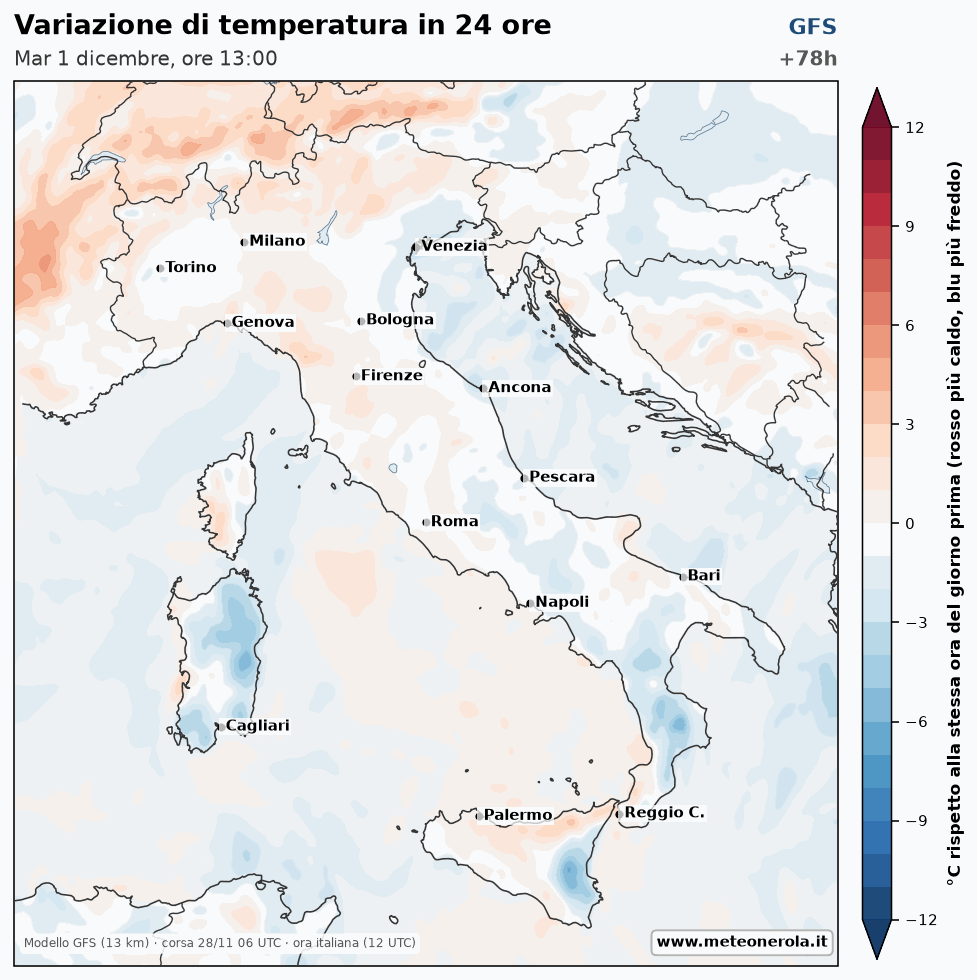 Variazione di temperatura in 24 ore
GFS
Mar 1 dicembre, ore 13:00
+78h
Milano
Venezia
Torino
Genova
Bologna
Firenze
Ancona
Pescara
Roma
Bari
Napoli
Cagliari
Palermo
Reggio C.
Modello GFS (13 km) · corsa 28/11 06 UTC · ora italiana (12 UTC)
www.meteonerola.it
12
9
6
3
0
−3
−6
−9
−12
°C rispetto alla stessa ora del giorno prima (rosso più caldo, blu più freddo)